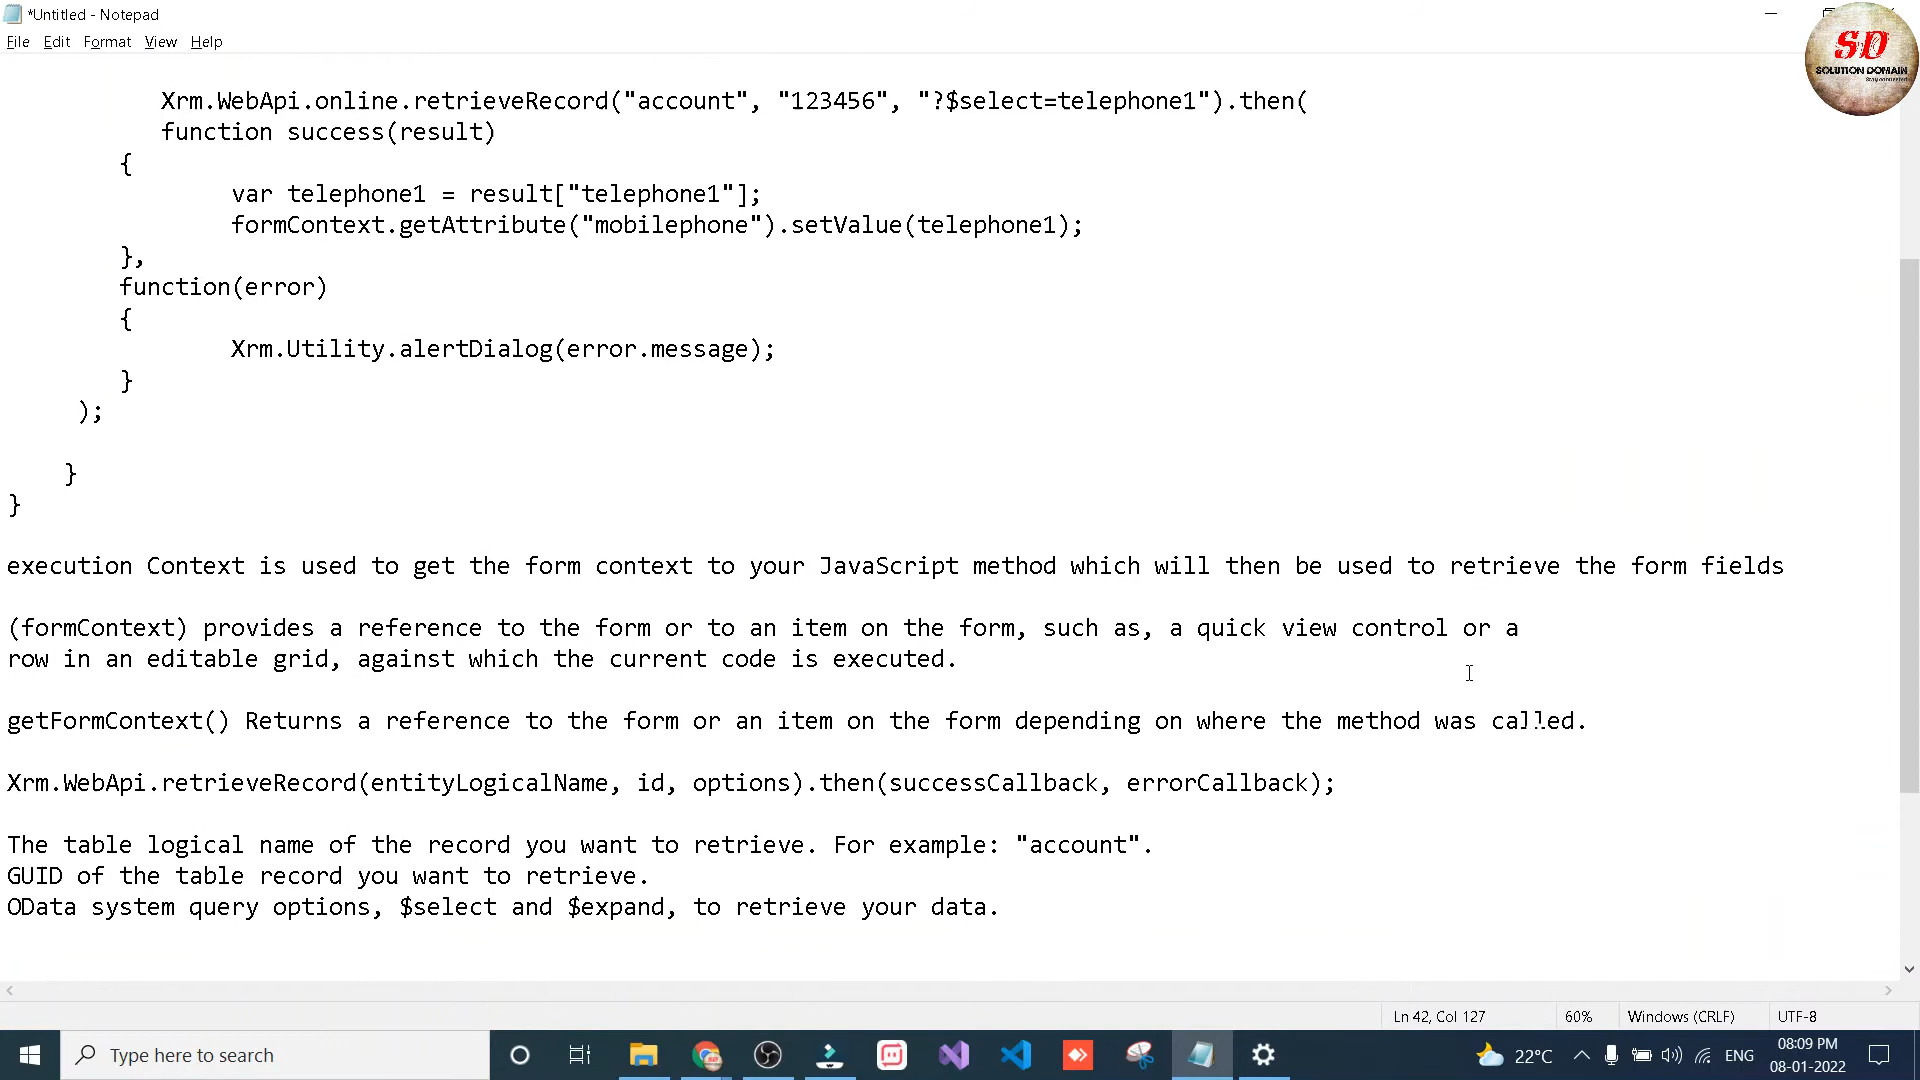 *Untitled - Notepad
File Edit Format View Help
SD
SOLUTION DOMAIN
Stay connected
Xrm.WebApi.online.retrieveRecord("account", "123456", "?$select=telephone1").then(
function success(result)
{
var telephone1 = result["telephone1"];
formContext.getAttribute("mobilephone").setValue(telephone1);
},
function(error)
{
Xrm.Utility.alertDialog(error.message);
}
);
}
}
execution Context is used to get the form context to your JavaScript method which will then be used to retrieve the form fields
(formContext) provides a reference to the form or to an item on the form, such as, a quick view control or a
row in an editable grid, against which the current code is executed.
getFormContext() Returns a reference to the form or an item on the form depending on where the method was called.
Xrm.WebApi.retrieveRecord(entityLogicalName, id, options).then(successCallback, errorCallback);
The table logical name of the record you want to retrieve. For example: "account".
GUID of the table record you want to retrieve.
OData system query options, $select and $expand, to retrieve your data.
Ln 42, Col 127 60% Windows (CRLF) UTF-8
Type here to search 22°C ENG 08:09 PM
08-01-2022